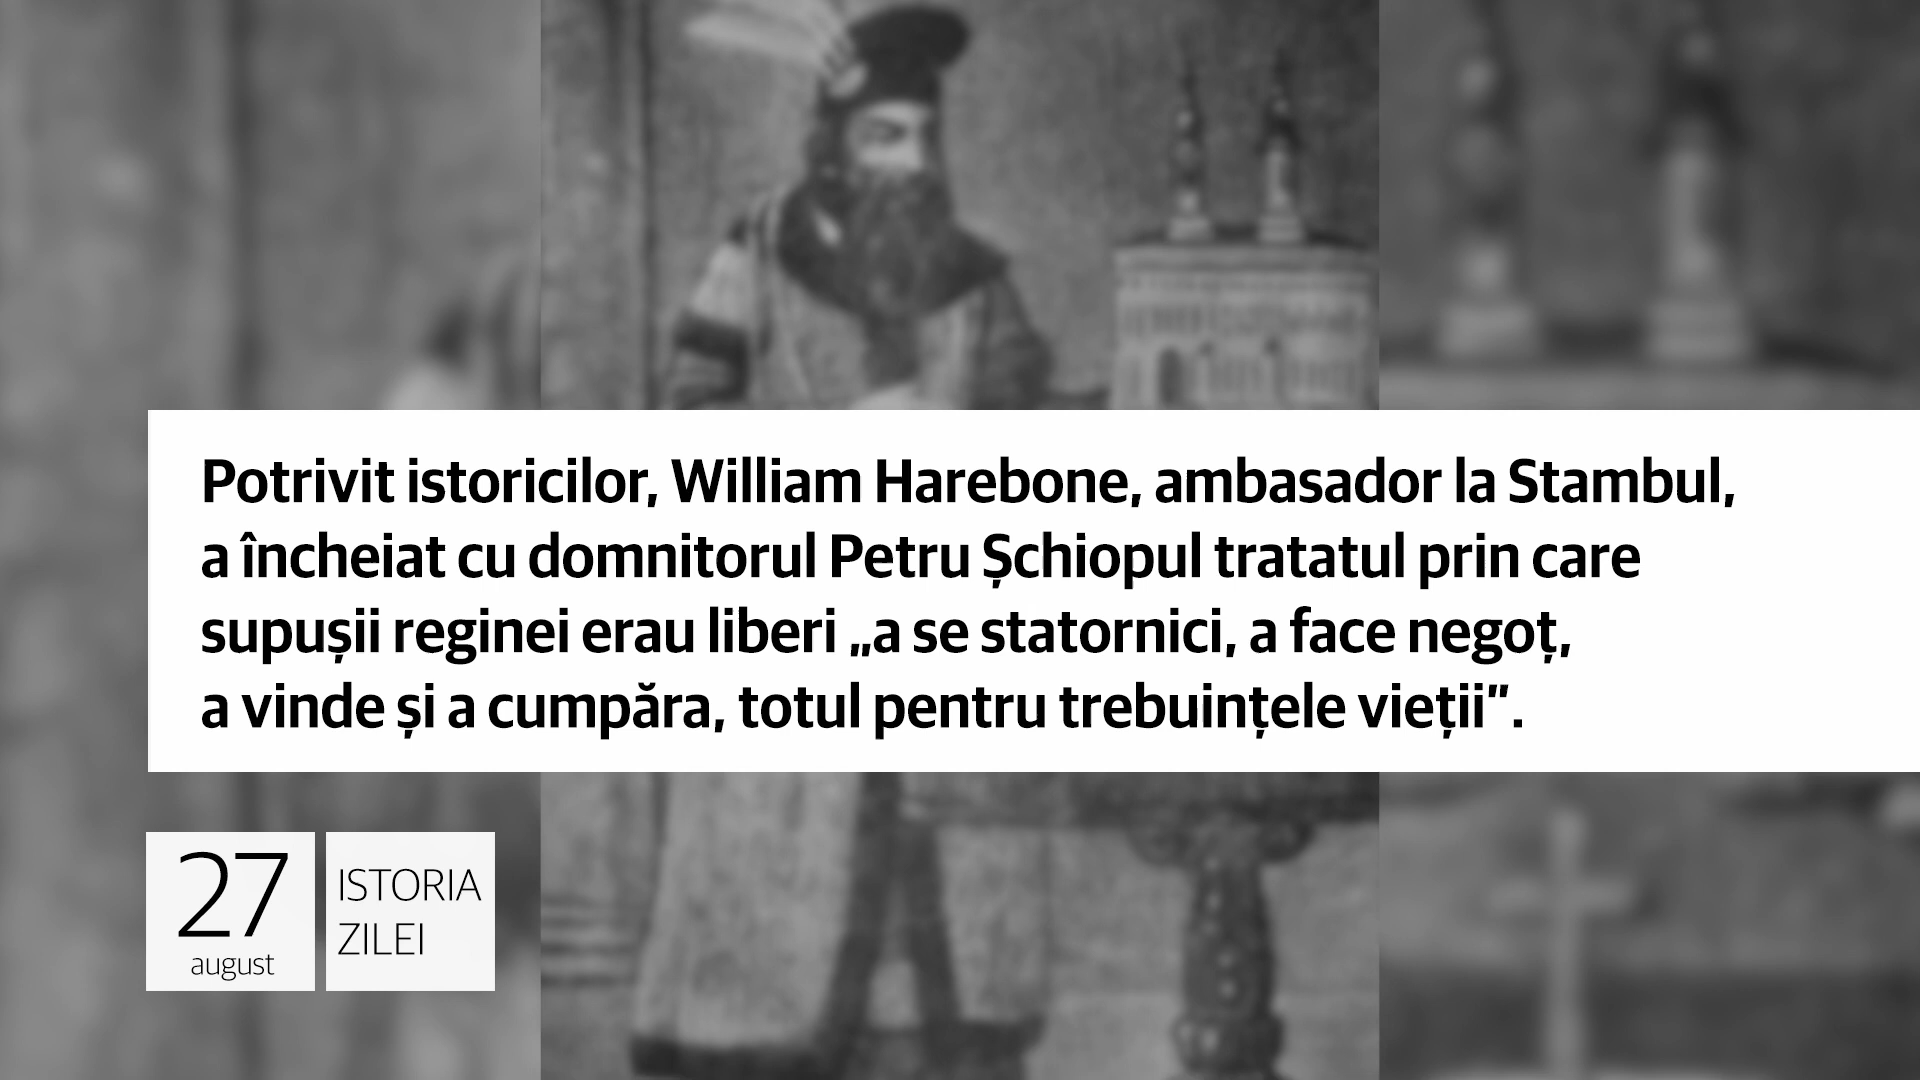 Potrivit istoricilor, William Harebone, ambasador la Stambul,
a încheiat cu domnitorul Petru Șchiopul tratatul prin care
supușii reginei erau liberi „a se statornici, a face negoț,
a vinde și a cumpăra, totul pentru trebuințele vieții”.
27
august
ISTORIA
ZILEI